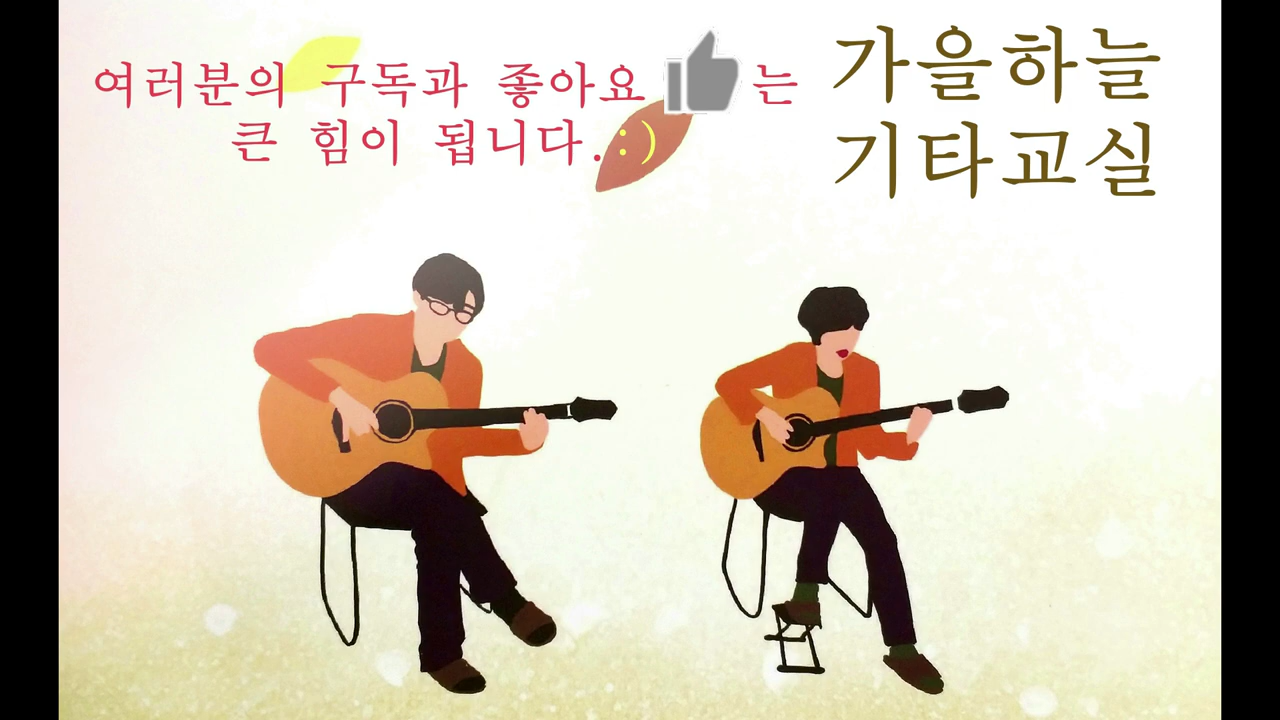 여러분의 구독과 좋아요 는
큰 힘이 됩니다. :)
가을하늘
기타교실